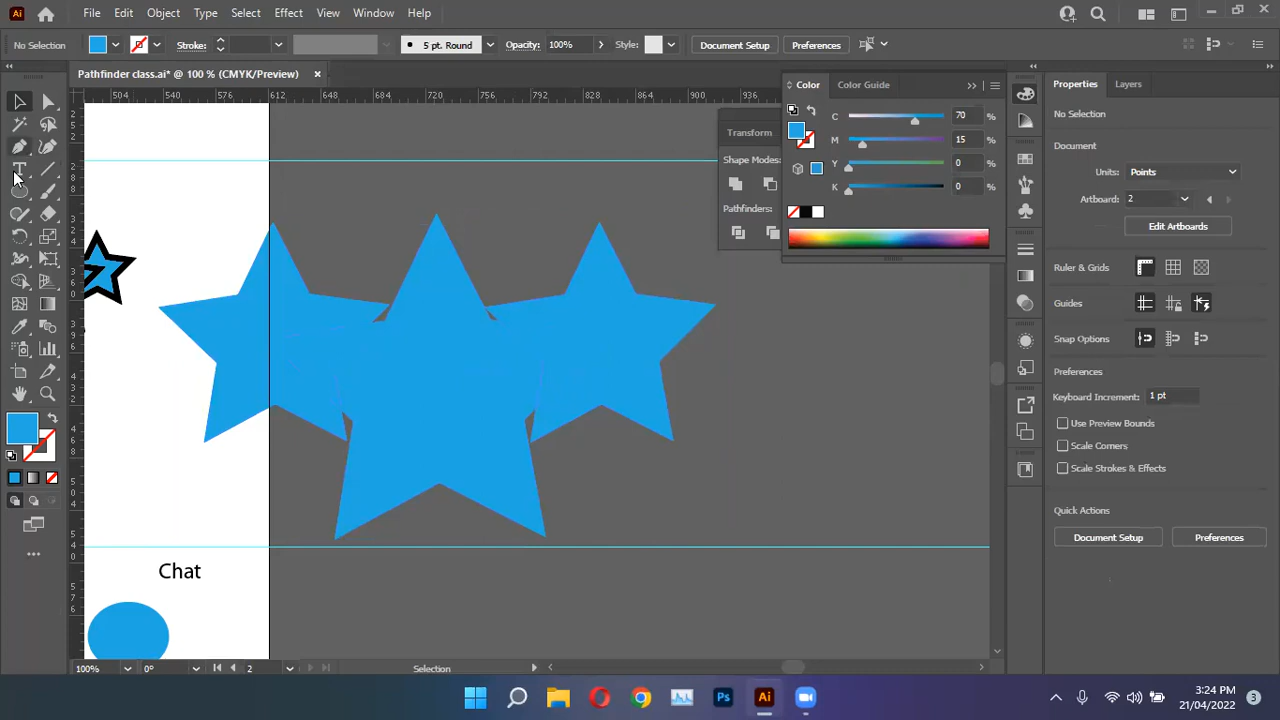 Ai File Edit Object Type Select Effect View Window Help
No Selection Stroke: 5 pt. Round Opacity: 100% Style: Document Setup Preferences
Pathfinder class.ai* @ 100 % (CMYK/Preview) ×
504 540 576 612 648 684 720 756 792 828 864 900 936
Color Color Guide
C 70 %
M 15 %
Y 0 %
K 0 %
Transform
Shape Modes:
Pathfinders:
Properties Layers
No Selection
Document
Units: Points
Artboard: 2
Edit Artboards
Ruler & Grids
Guides
Snap Options
Preferences
Keyboard Increment: 1 pt
Use Preview Bounds
Scale Corners
Scale Strokes & Effects
Quick Actions
Document Setup Preferences
Chat
100% 0° 2 Selection
Ps Ai
3:24 PM
21/04/2022
3